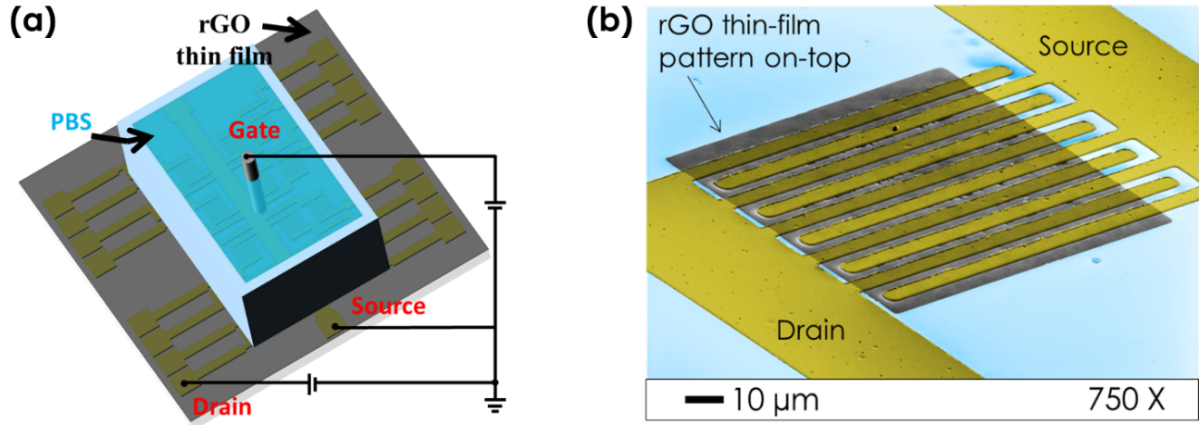 (a)
rGO
thin film
PBS
Gate
Source
Drain
(b)
rGO thin-film
pattern on-top
Source
Drain
10 µm
750 X